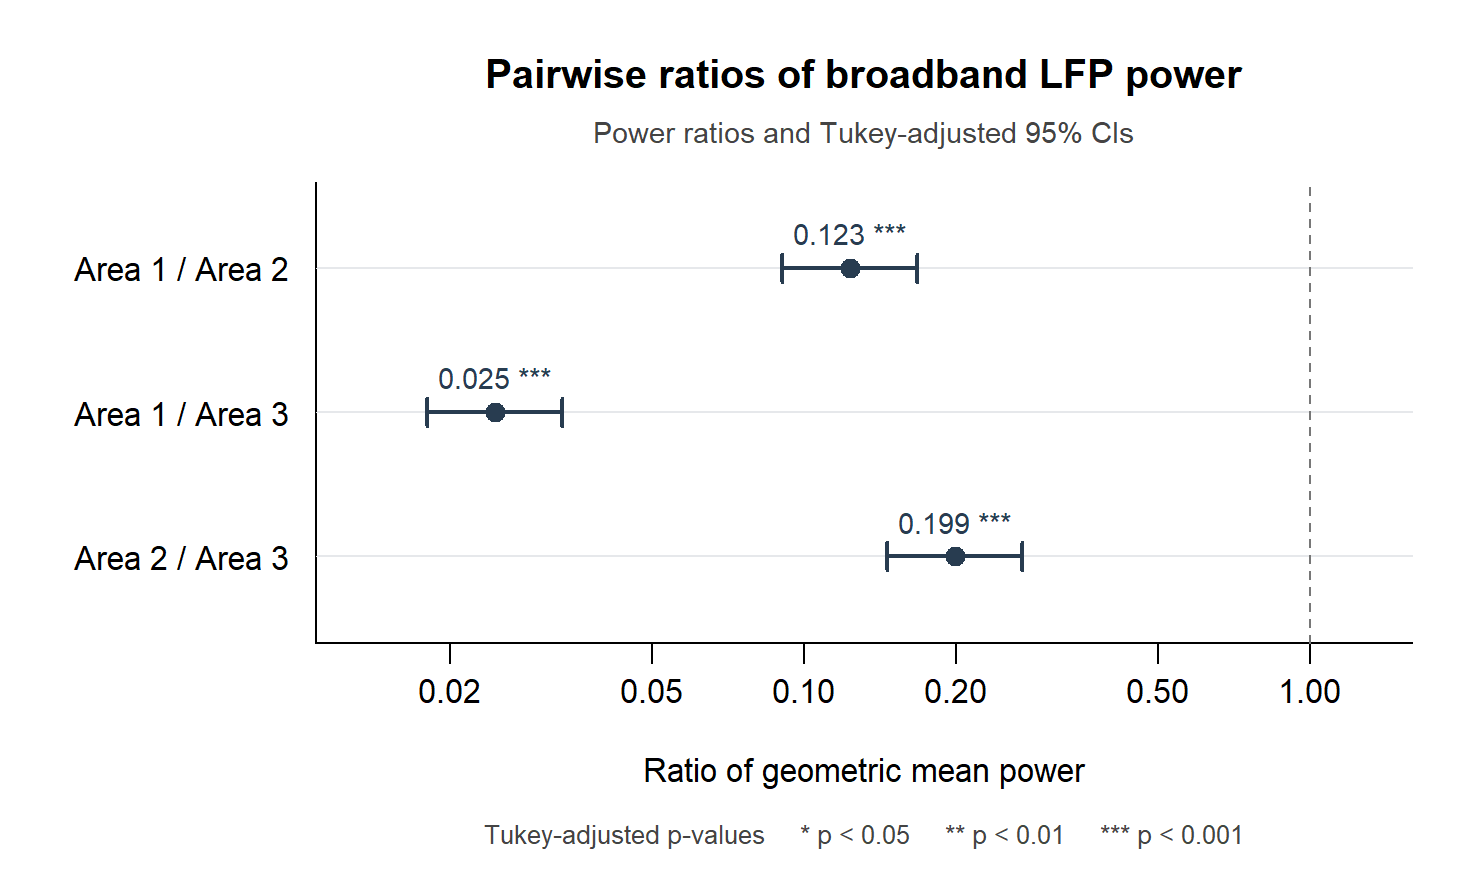 Pairwise ratios of broadband LFP power
Power ratios and Tukey-adjusted 95% CIs
Area 1 / Area 2
0.123 ***
Area 1 / Area 3
0.025 ***
Area 2 / Area 3
0.199 ***
0.02 0.05 0.10 0.20 0.50 1.00
Ratio of geometric mean power
Tukey-adjusted p-values * p < 0.05 ** p < 0.01 *** p < 0.001